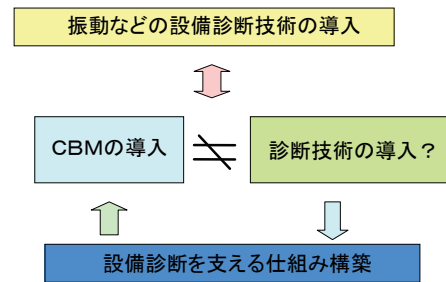 振動などの設備診断技術の導入
CBMの導入
≠
診断技術の導入?
設備診断を支える仕組み構築